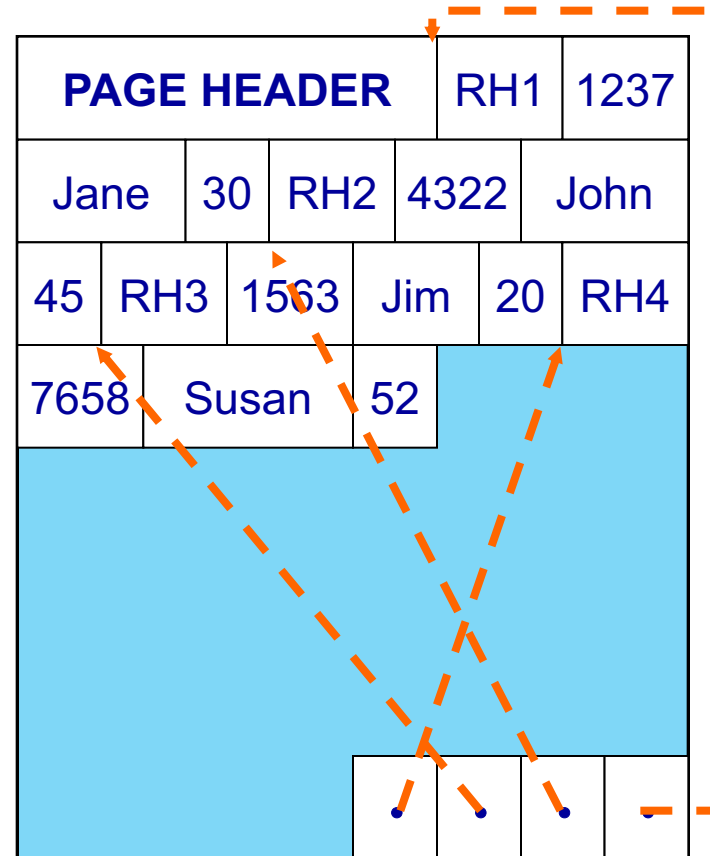 PAGE HEADER RH1 1237
Jane 30 RH2 4322 John
45 RH3 1563 Jim 20 RH4
7658 Susan 52